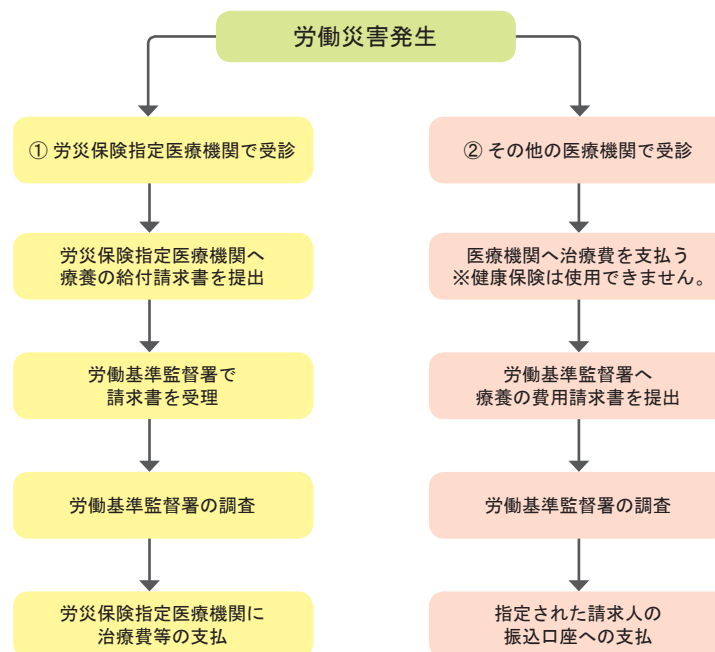 労働災害発生
① 労災保険指定医療機関で受診
労災保険指定医療機関へ
療養の給付請求書を提出
労働基準監督署で
請求書を受理
労働基準監督署の調査
労災保険指定医療機関に
治療費等の支払
② その他の医療機関で受診
医療機関へ治療費を支払う
※健康保険は使用できません。
労働基準監督署へ
療養の費用請求書を提出
労働基準監督署の調査
指定された請求人の
振込口座への支払